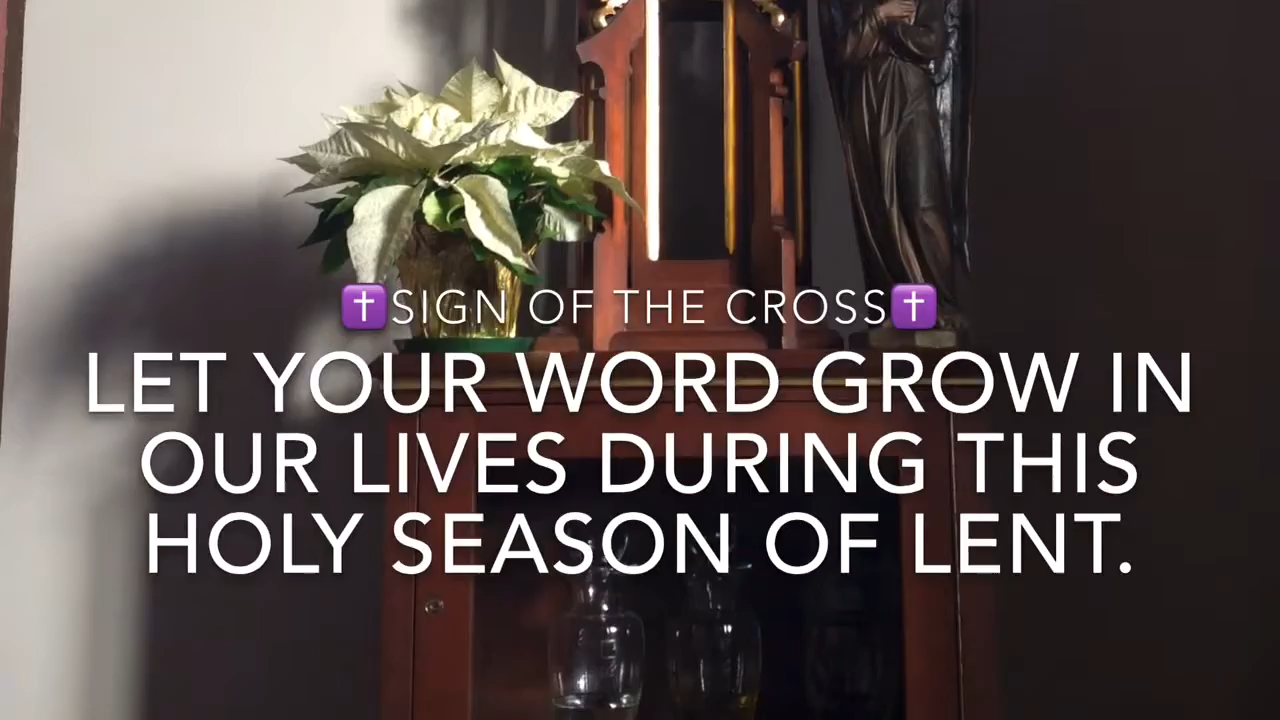 ✝️SIGN OF THE CROSS✝️
LET YOUR WORD GROW IN
OUR LIVES DURING THIS
HOLY SEASON OF LENT.